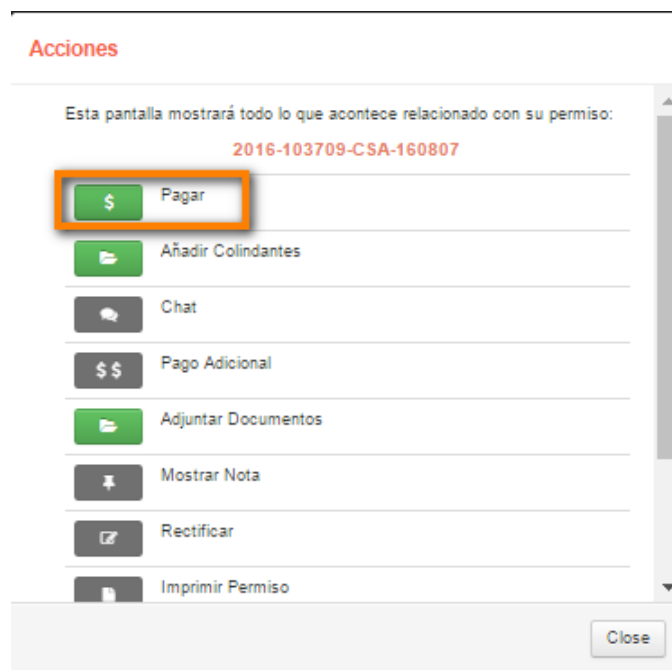 Acciones
Esta pantalla mostrará todo lo que acontece relacionado con su permiso:
2016-103709-CSA-160807
$ Pagar
Añadir Colindantes
Chat
$ $ Pago Adicional
Adjuntar Documentos
Mostrar Nota
Rectificar
Imprimir Permiso
Close